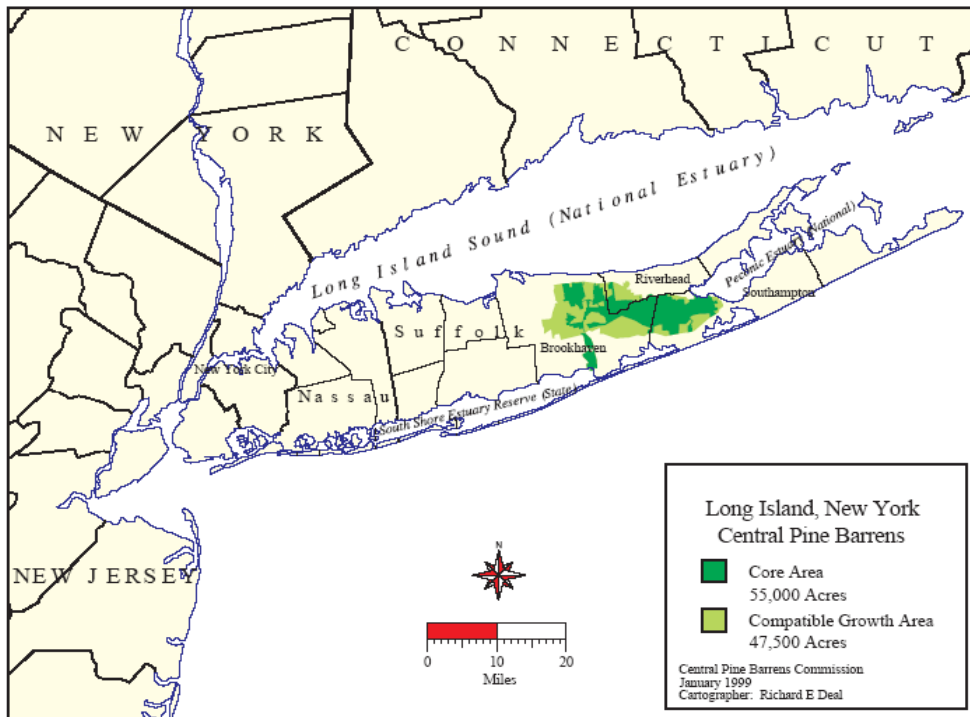 CONNECTICUT
NEW YORK
Long Island Sound (National Estuary)
Peconic Estuary (National)
Riverhead
Southampton
Suffolk
Brookhaven
New York City
Nassau
South Shore Estuary Reserve (State)
NEW JERSEY
N
0 10 20
Miles
Long Island, New York
Central Pine Barrens
Core Area
55,000 Acres
Compatible Growth Area
47,500 Acres
Central Pine Barrens Commission
January 1999
Cartographer: Richard E Deal